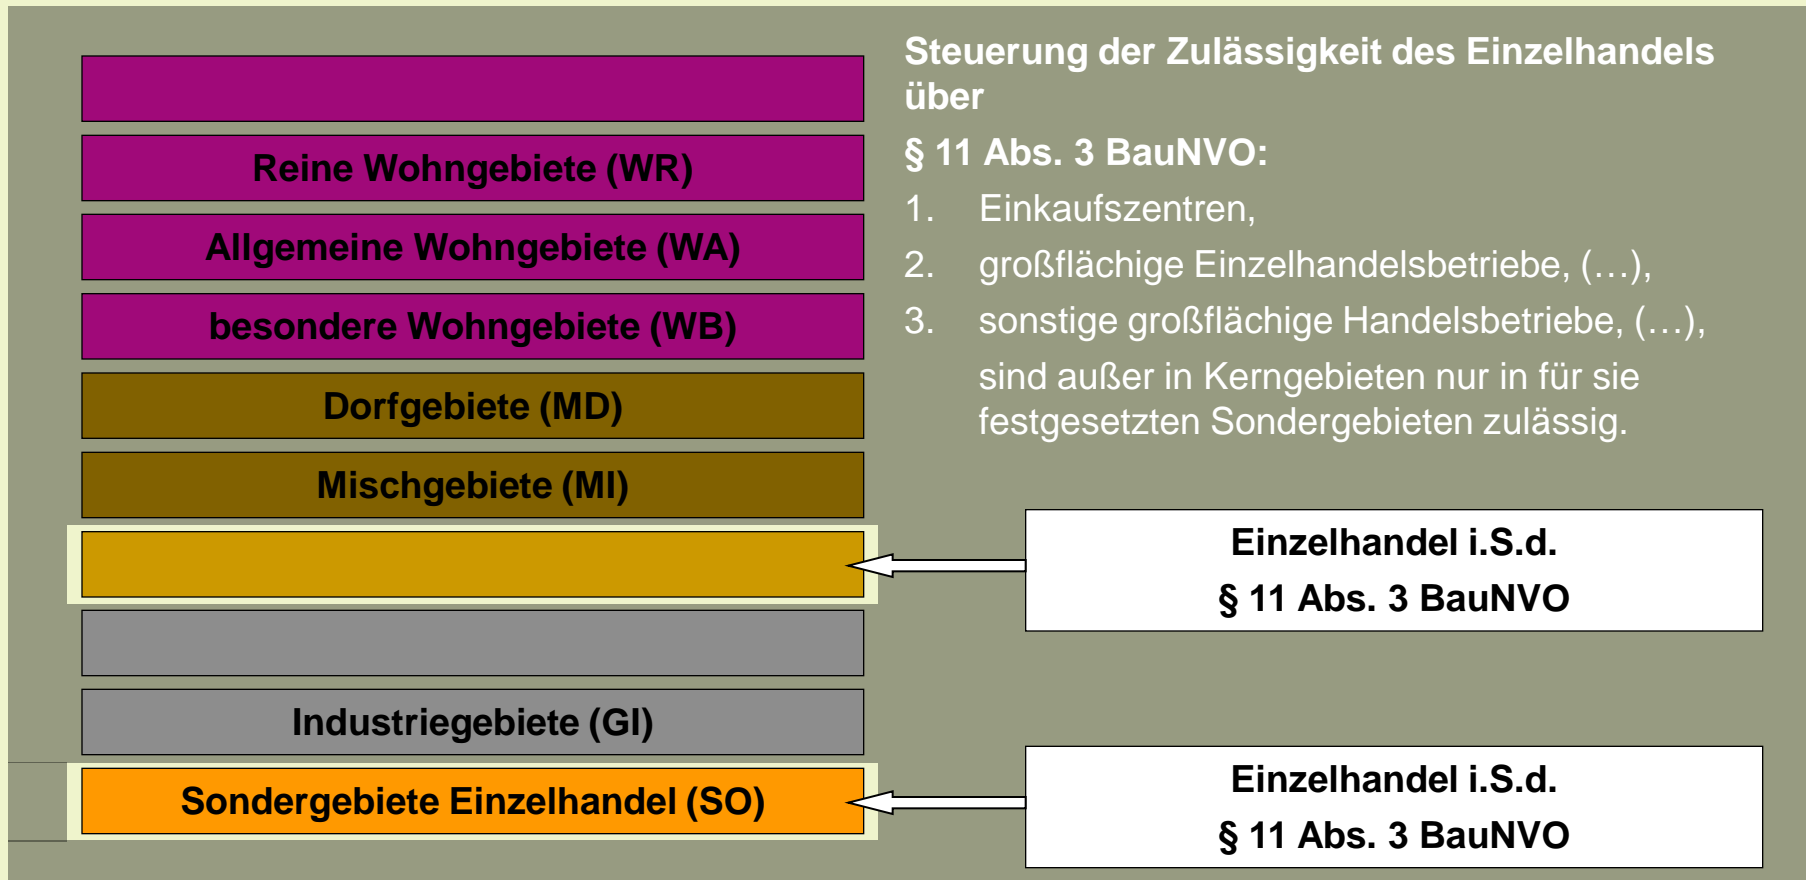 Steuerung der Zulässigkeit des Einzelhandels
über
§ 11 Abs. 3 BauNVO:
1. Einkaufszentren,
2. großflächige Einzelhandelsbetriebe, (…),
3. sonstige großflächige Handelsbetriebe, (…),
sind außer in Kerngebieten nur in für sie
festgesetzten Sondergebieten zulässig.
Reine Wohngebiete (WR)
Allgemeine Wohngebiete (WA)
besondere Wohngebiete (WB)
Dorfgebiete (MD)
Mischgebiete (MI)
Einzelhandel i.S.d.
§ 11 Abs. 3 BauNVO
Industriegebiete (GI)
Sondergebiete Einzelhandel (SO)
Einzelhandel i.S.d.
§ 11 Abs. 3 BauNVO